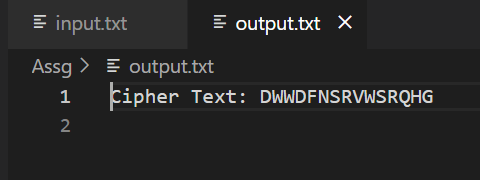 input.txt output.txt ×
Assg > output.txt
1 Cipher Text: DWWDFNSRVWSRQHG
2